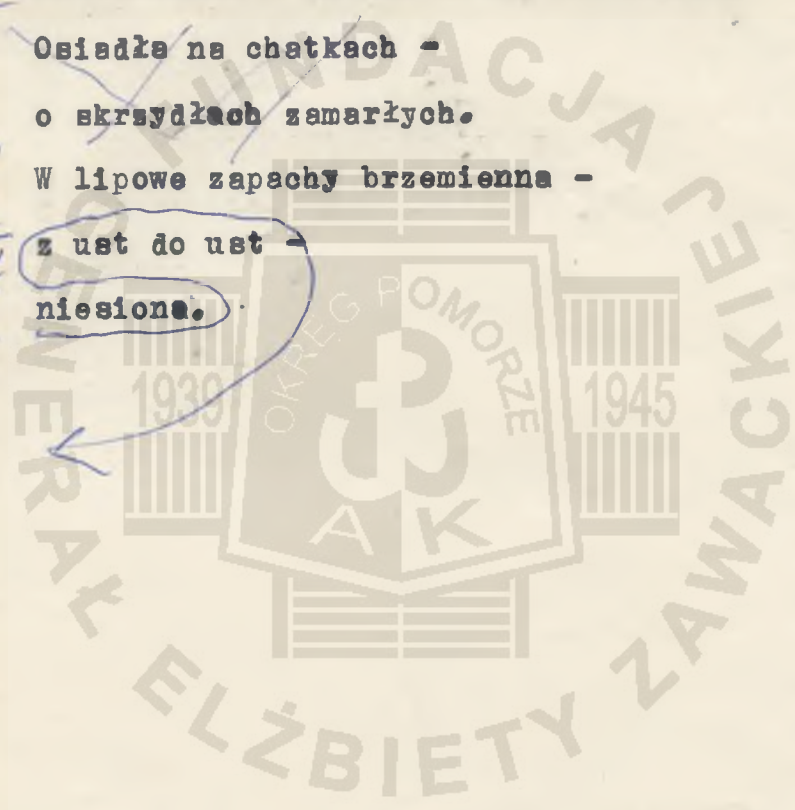 Osiadła na chatkach -
o skrzydłach zamarłych.
W lipowe zapachy brzemienna -
z ust do ust -
niesiona.
FUNDACJA GENERAŁ ELŻBIETY ZAWACKIEJ
OKRĘG POMORZE
1939 1945
AK